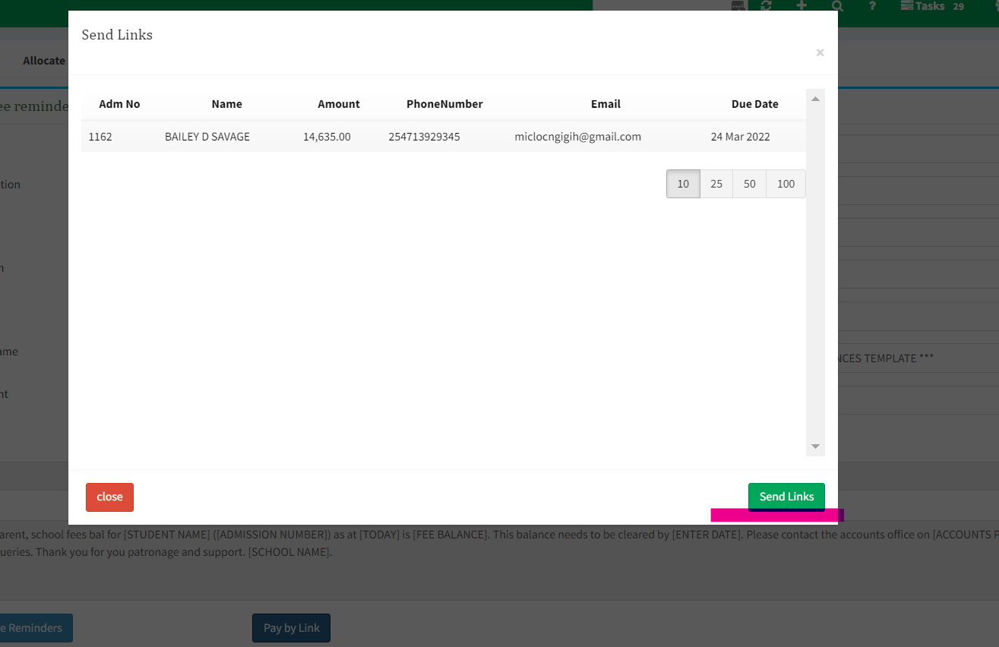 ? Tasks 29
Send Links
×
Allocate
Adm No Name Amount PhoneNumber Email Due Date
ee reminde
1162 BAILEY D SAVAGE 14,635.00 254713929345 miclocngigih@gmail.com 24 Mar 2022
tion 10 25 50 100
ame
NCES TEMPLATE ***
nt
close Send Links
arent, school fees bal for [STUDENT NAME] ([ADMISSION NUMBER]) as at [TODAY] is [FEE BALANCE]. This balance needs to be cleared by [ENTER DATE]. Please contact the accounts office on [ACCOUNTS P
ueries. Thank you for you patronage and support. [SCHOOL NAME].
e Reminders Pay by Link